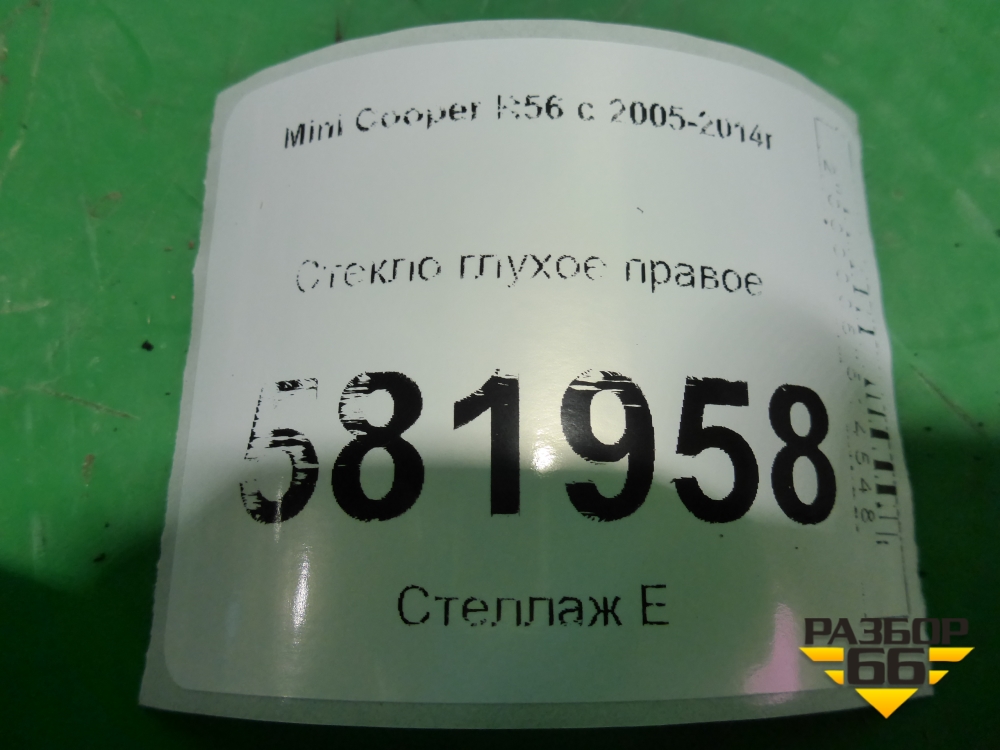 Mini Cooper R56 с 2005-2014г
Стекло глухое правое
581958
Стеллаж Е
РАЗБОР
66